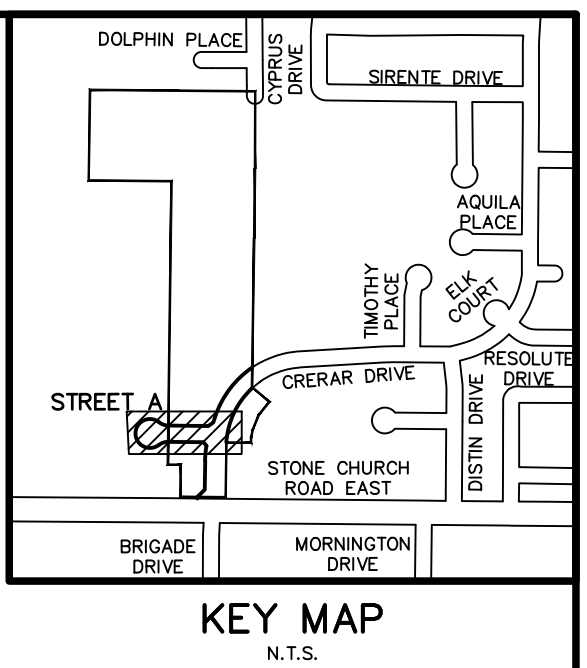 DOLPHIN PLACE
CYPRUS
DRIVE
SIRENTE DRIVE
AQUILA
PLACE
TIMOTHY
PLACE
ELK
COURT
RESOLUTE
DRIVE
CRERAR DRIVE
STREET A
DISTIN DRIVE
STONE CHURCH
ROAD EAST
BRIGADE
DRIVE
MORNINGTON
DRIVE
KEY MAP
N.T.S.